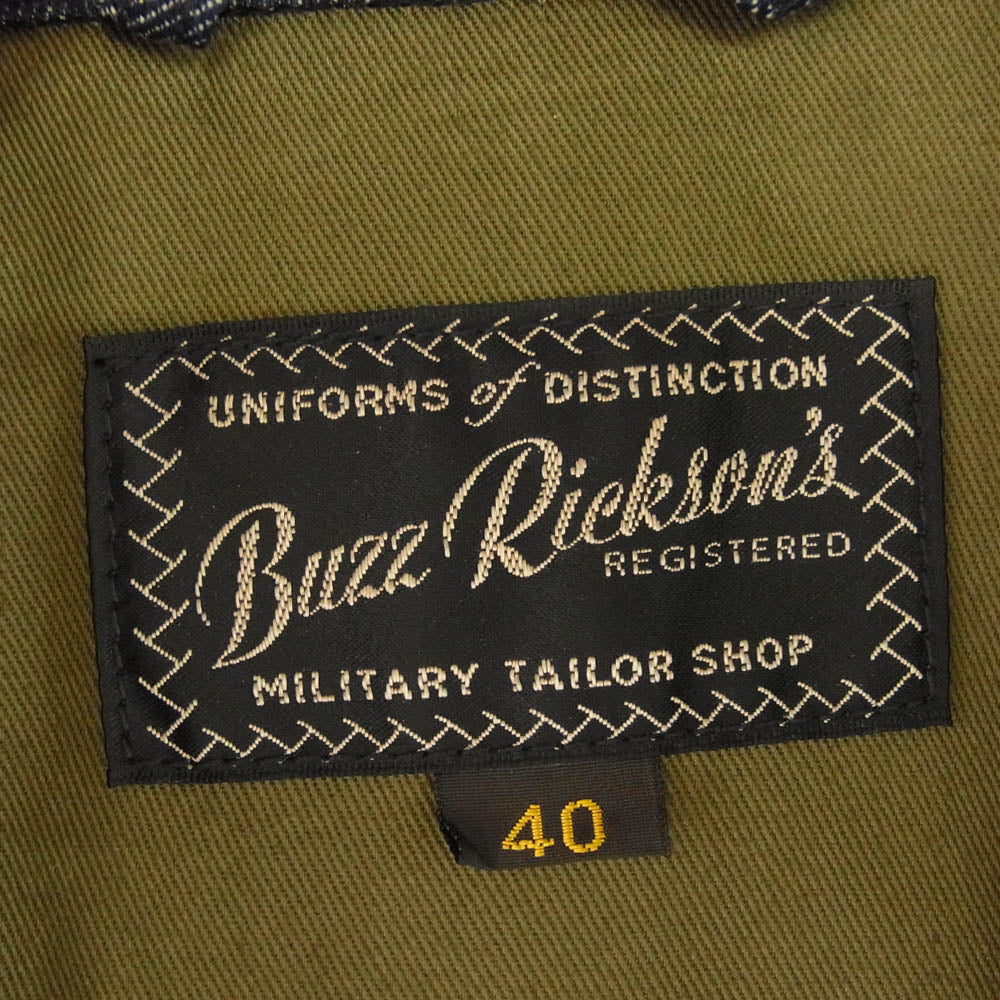 UNIFORMS of DISTINCTION
Buzz Rickson's
REGISTERED
MILITARY TAILOR SHOP
40